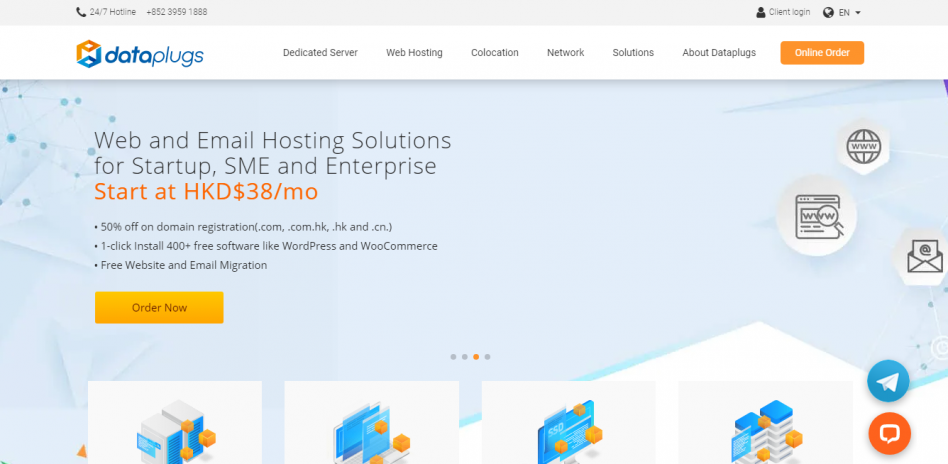 24/7 Hotline +852 3959 1888
Client login
EN
dataplugs
Dedicated Server
Web Hosting
Colocation
Network
Solutions
About Dataplugs
Online Order
Web and Email Hosting Solutions
for Startup, SME and Enterprise
Start at HKD$38/mo
• 50% off on domain registration(.com, .com.hk, .hk and .cn.)
• 1-click Install 400+ free software like WordPress and WooCommerce
• Free Website and Email Migration
Order Now
WWW
WWW
@
SSD